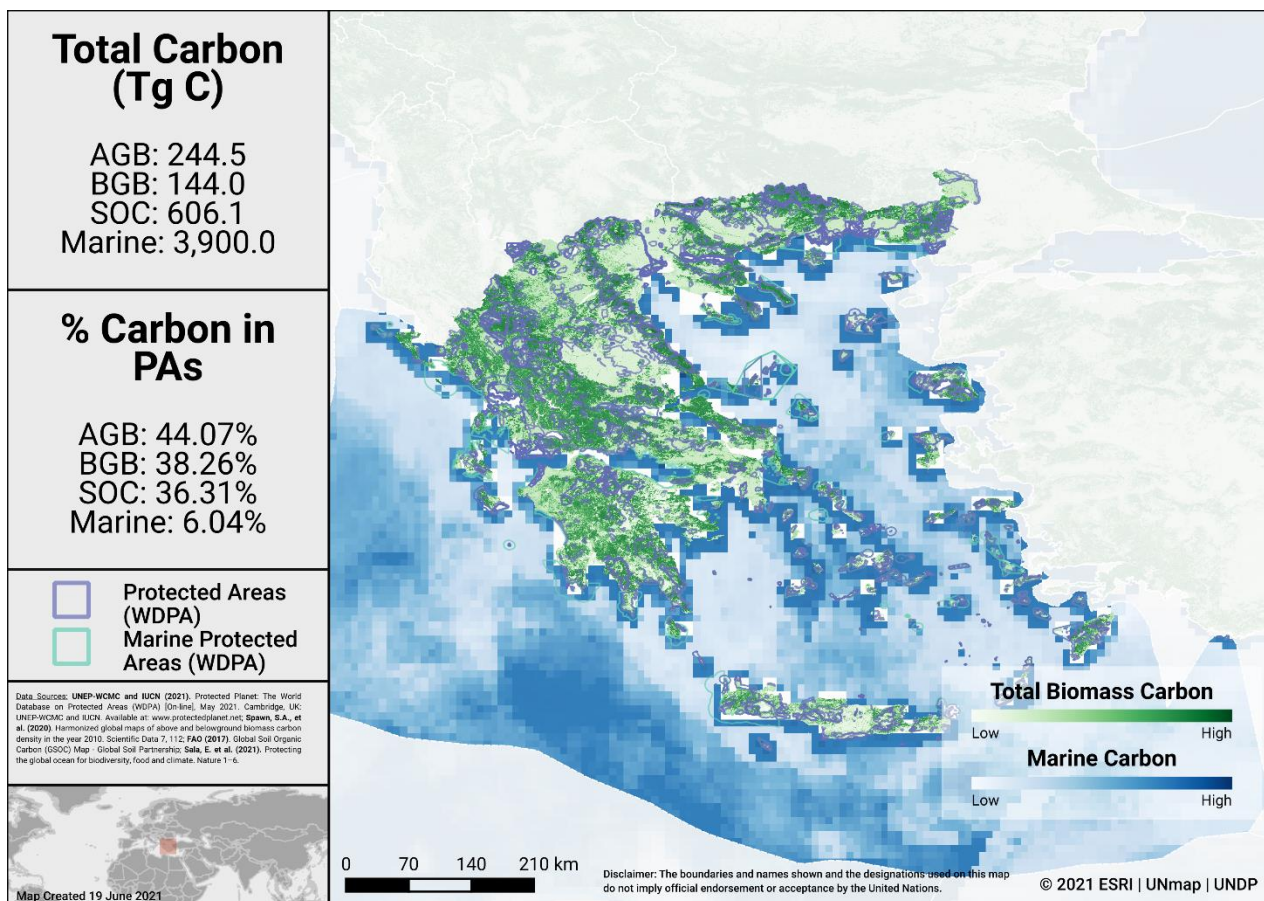 Total Carbon
(Tg C)
AGB: 244.5
BGB: 144.0
SOC: 606.1
Marine: 3,900.0
% Carbon in
PAs
AGB: 44.07%
BGB: 38.26%
SOC: 36.31%
Marine: 6.04%
Protected Areas
(WDPA)
Marine Protected
Areas (WDPA)
Data Sources: UNEP-WCMC and IUCN (2021). Protected Planet: The World
Database on Protected Areas (WDPA) [On-line], May 2021. Cambridge, UK:
UNEP-WCMC and IUCN. Available at: www.protectedplanet.net; Spawn, S.A., et
al. (2020). Harmonized global maps of above and belowground biomass carbon
density in the year 2010. Scientific Data 7, 112; FAO (2017). Global Soil Organic
Carbon (GSOC) Map - Global Soil Partnership; Sala, E. et al. (2021). Protecting
the global ocean for biodiversity, food and climate. Nature 1–6.
Map Created 19 June 2021
Total Biomass Carbon
Low High
Marine Carbon
Low High
0 70 140 210 km
Disclaimer: The boundaries and names shown and the designations used on this map
do not imply official endorsement or acceptance by the United Nations.
© 2021 ESRI | UNmap | UNDP